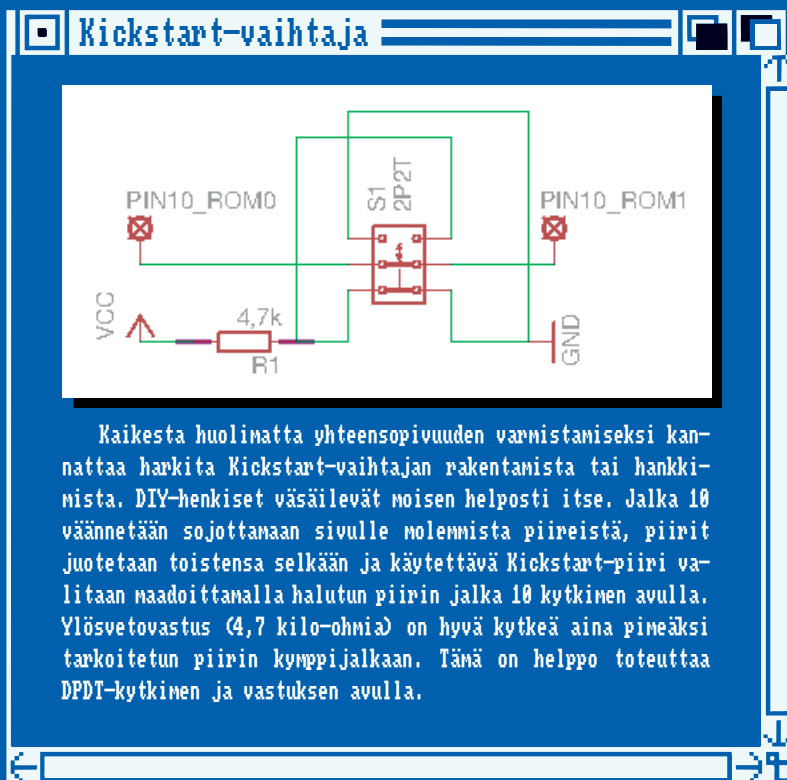 Kickstart-vaihtaja
S1
2P2T
PIN10_ROM0
PIN10_ROM1
VCC
4,7k
R1
GND
Kaikesta huolimatta yhteensopivuuden varmistamiseksi kan-
nattaa harkita Kickstart-vaihtajan rakentamista tai hankki-
mista. DIY-henkiset väsäilevät moisen helposti itse. Jalka 10
väännetään sojottamaan sivulle molemmista piireistä, piirit
juotetaan toistensa selkään ja käytettävä Kickstart-piiri va-
litaan maadoittamalla halutun piirin jalka 10 kytkimen avulla.
Ylösvetovastus (4,7 kilo-ohmia) on hyvä kytkeä aina pimeäksi
tarkoitetun piirin kymppijalkaan. Tämä on helppo toteuttaa
DPDT-kytkimen ja vastuksen avulla.